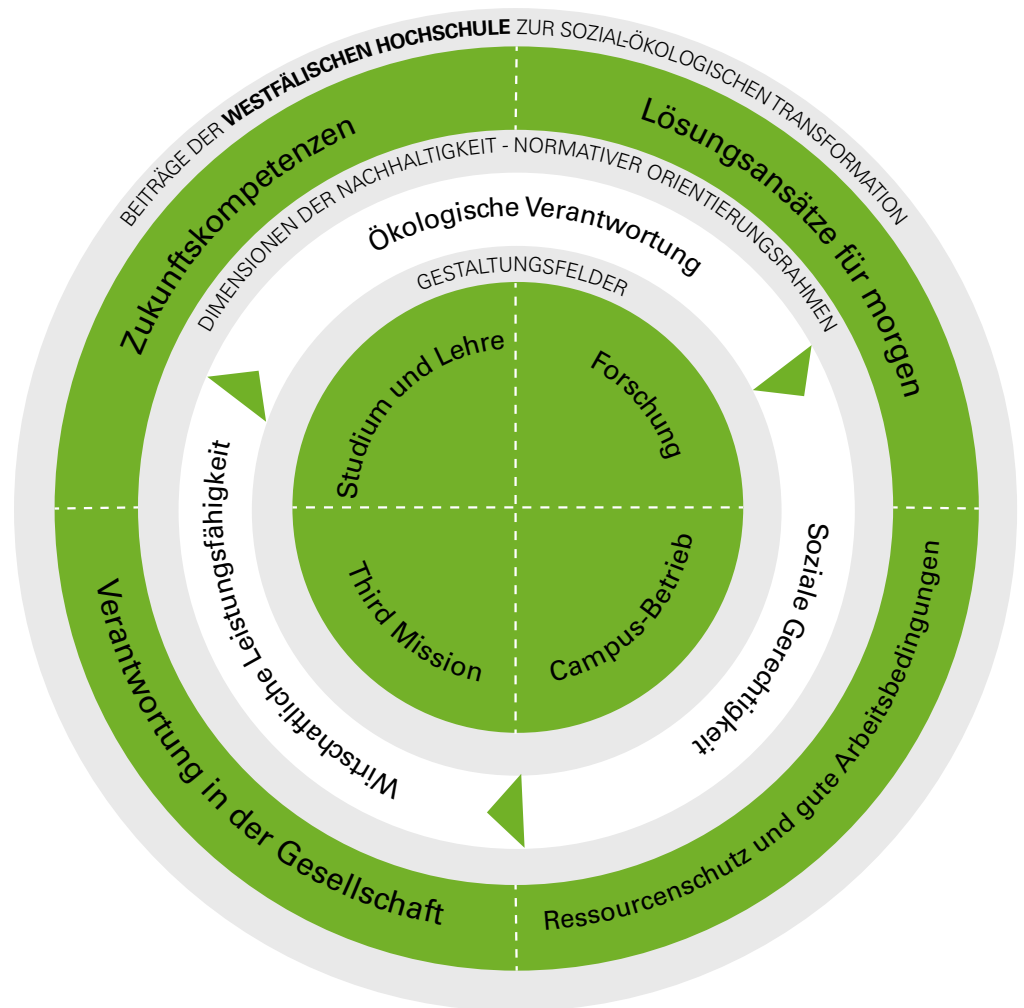 BEITRÄGE DER WESTFÄLISCHEN HOCHSCHULE ZUR SOZIAL-ÖKOLOGISCHEN TRANSFORMATION
Zukunftskompetenzen
Lösungsansätze für morgen
Ressourcenschutz und gute Arbeitsbedingungen
Verantwortung in der Gesellschaft
DIMENSIONEN DER NACHHALTIGKEIT - NORMATIVER ORIENTIERUNGSRAHMEN
Ökologische Verantwortung
Soziale Gerechtigkeit
Wirtschaftliche Leistungsfähigkeit
GESTALTUNGSFELDER
Studium und Lehre
Forschung
Campus-Betrieb
Third Mission